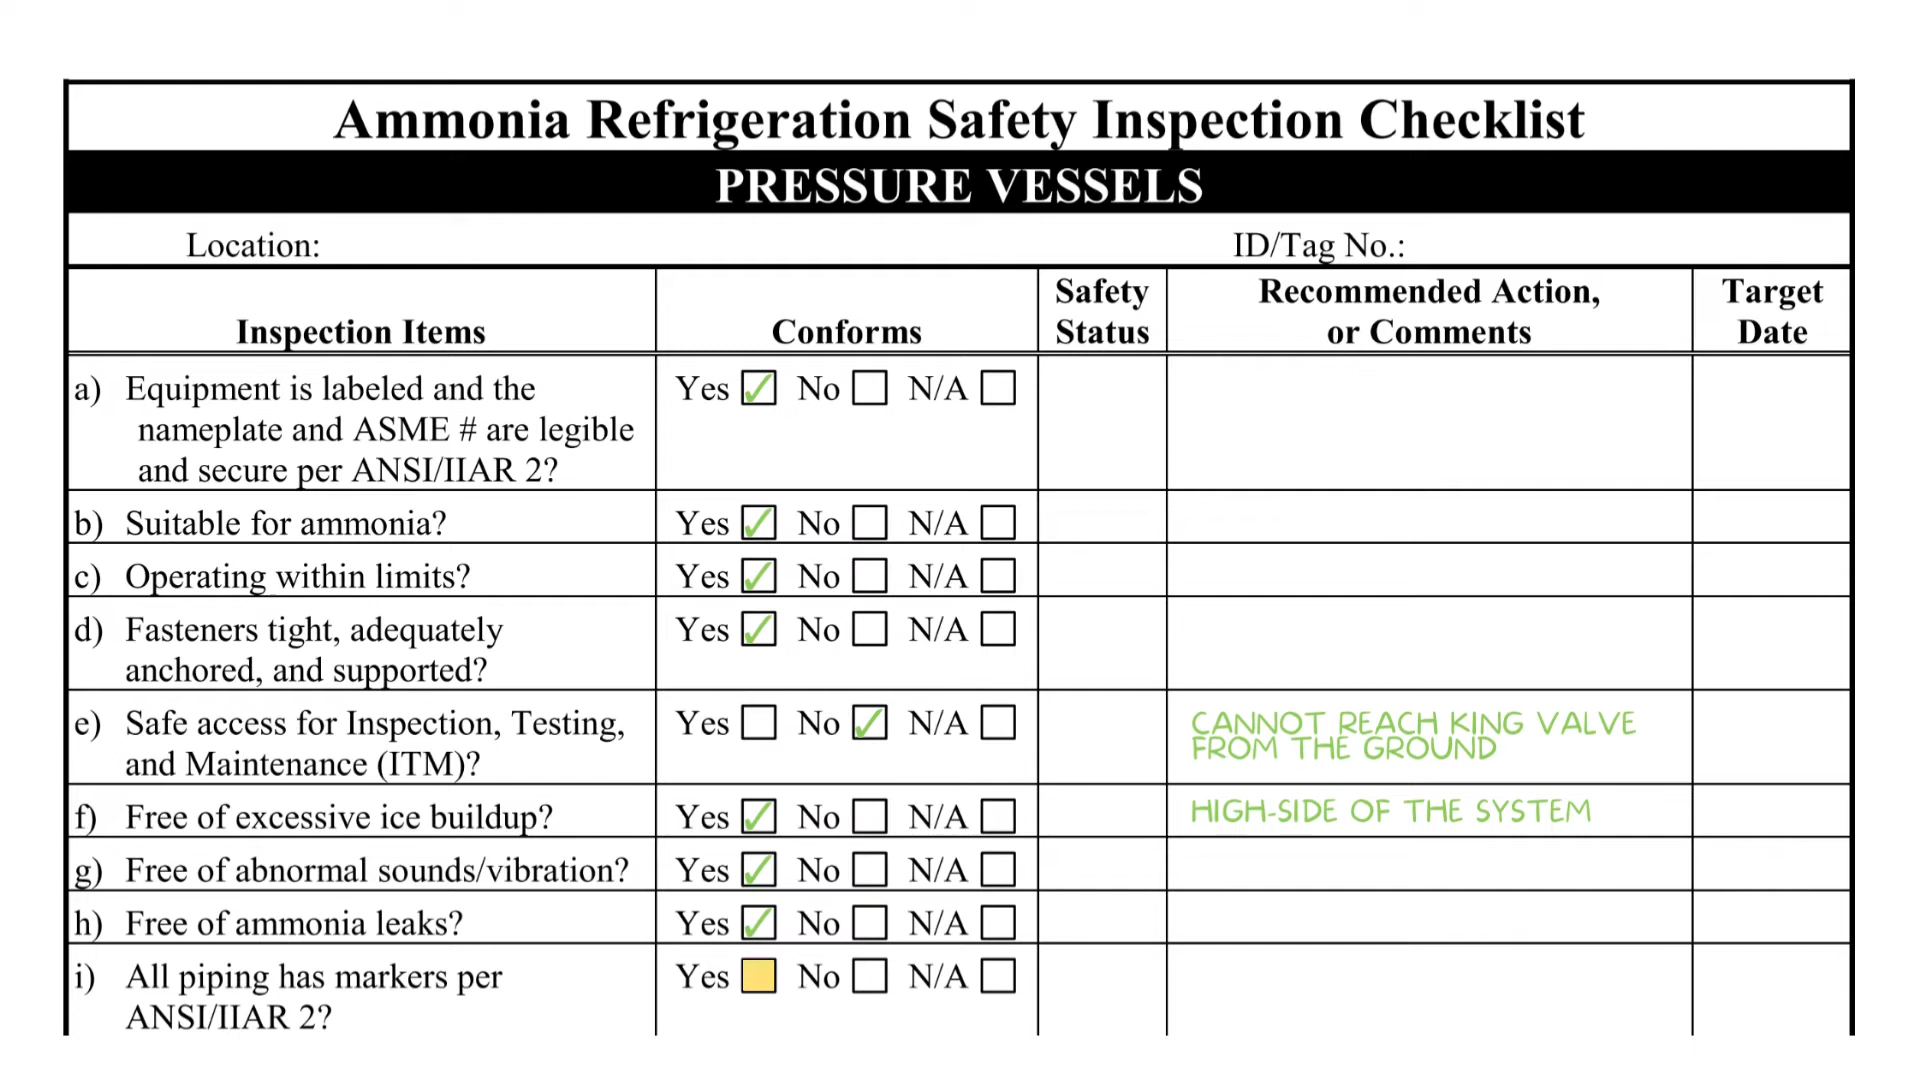 Ammonia Refrigeration Safety Inspection Checklist
PRESSURE VESSELS
Location: ID/Tag No.:
Inspection Items Conforms Safety Status Recommended Action, or Comments Target Date
a) Equipment is labeled and the
nameplate and ASME # are legible
and secure per ANSI/IIAR 2?
Yes ✓ No ☐ N/A ☐
b) Suitable for ammonia?
Yes ✓ No ☐ N/A ☐
c) Operating within limits?
Yes ✓ No ☐ N/A ☐
d) Fasteners tight, adequately
anchored, and supported?
Yes ✓ No ☐ N/A ☐
e) Safe access for Inspection, Testing,
and Maintenance (ITM)?
Yes ☐ No ✓ N/A ☐
CANNOT REACH KING VALVE
FROM THE GROUND
f) Free of excessive ice buildup?
Yes ✓ No ☐ N/A ☐
HIGH-SIDE OF THE SYSTEM
g) Free of abnormal sounds/vibration?
Yes ✓ No ☐ N/A ☐
h) Free of ammonia leaks?
Yes ✓ No ☐ N/A ☐
i) All piping has markers per
ANSI/IIAR 2?
Yes ☐ No ☐ N/A ☐